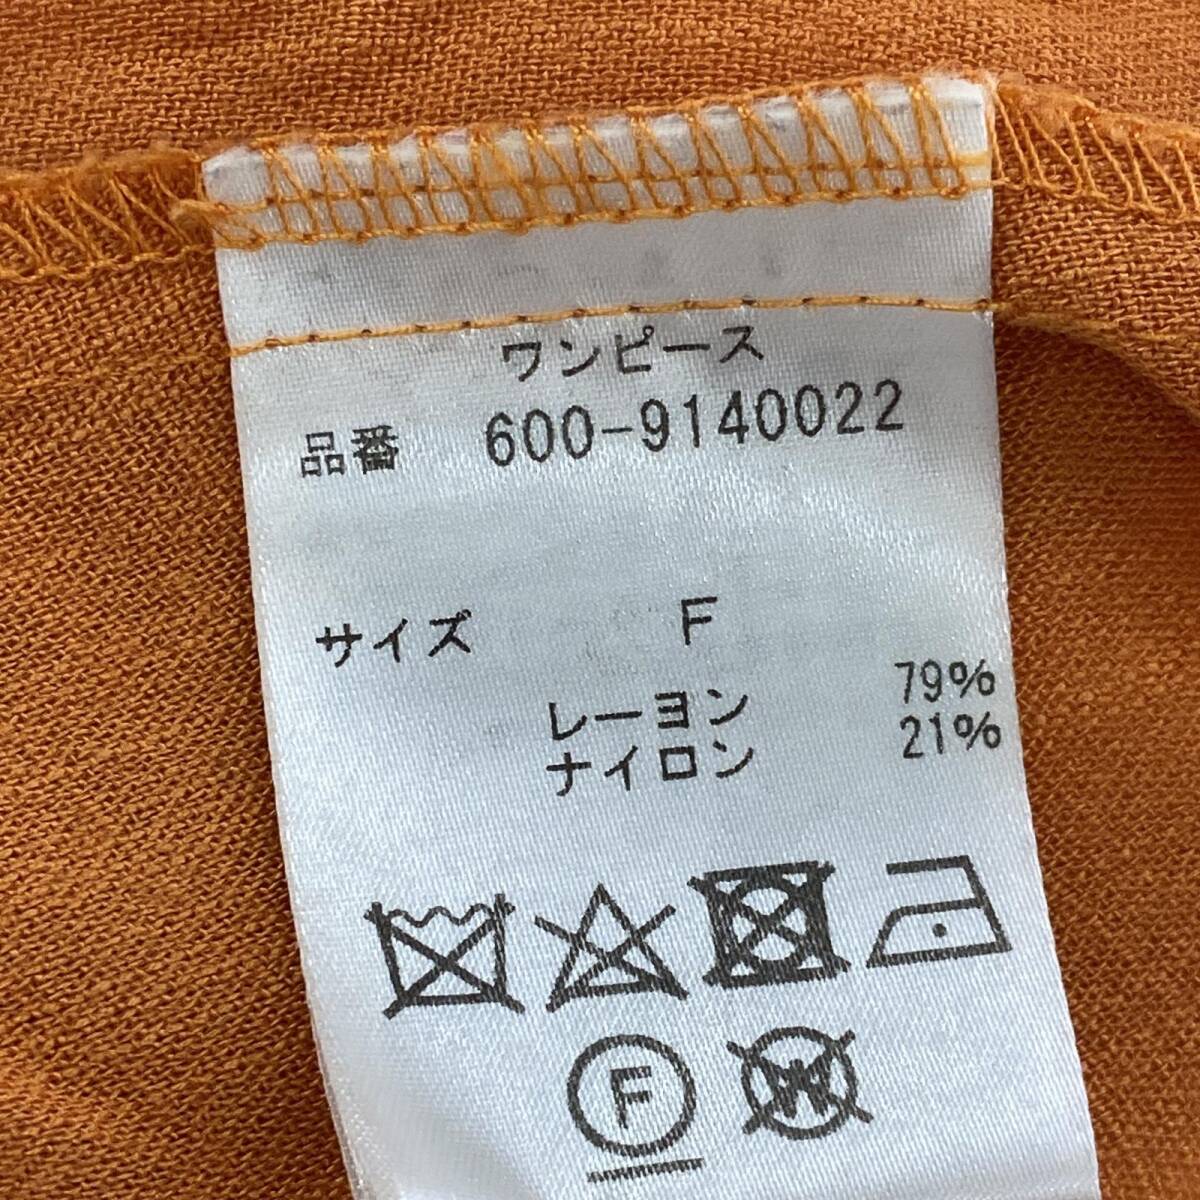 ワンピース
品番 600-9140022
サイズ F
レーヨン 79%
ナイロン 21%
F
W